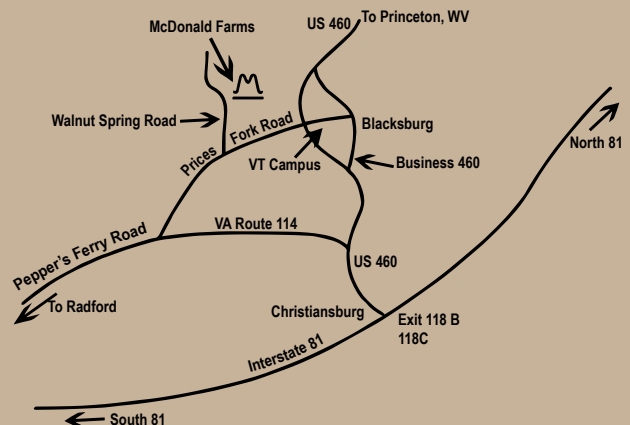 US 460
To Princeton, WV
McDonald Farms
Walnut Spring Road
Prices Fork Road
Blacksburg
North 81
VT Campus
Business 460
VA Route 114
Pepper's Ferry Road
US 460
To Radford
Christiansburg
Exit 118 B
118C
Interstate 81
South 81